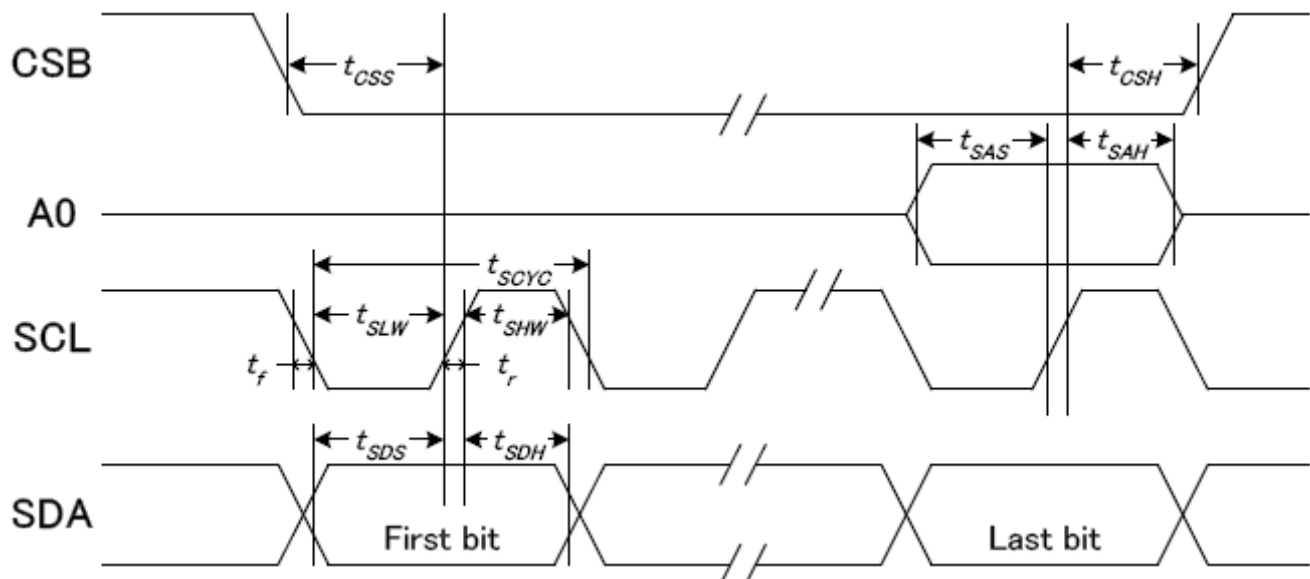 CSB
tCSS
tCSH
tSAS
tSAH
A0
tSCYC
SCL
tSLW
tSHW
tf
tr
tSDS
tSDH
SDA
First bit
Last bit